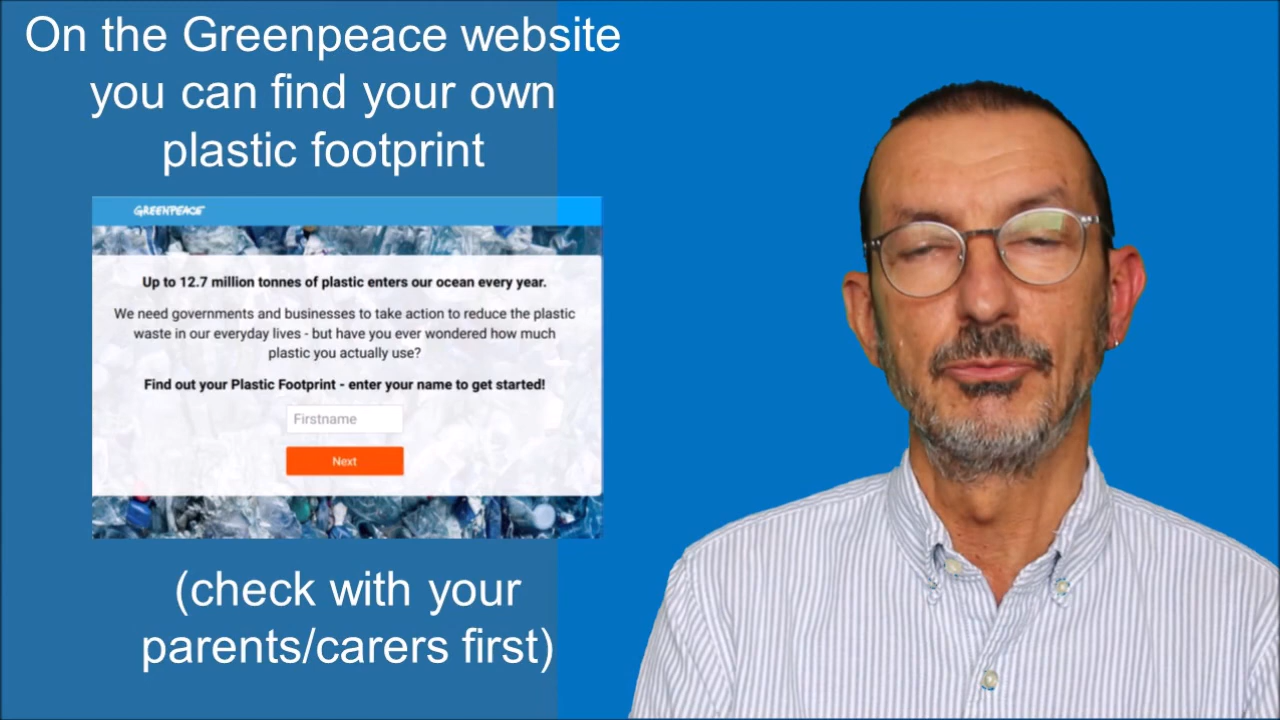 On the Greenpeace website
you can find your own
plastic footprint
GREENPEACE
Up to 12.7 million tonnes of plastic enters our ocean every year.
We need governments and businesses to take action to reduce the plastic
waste in our everyday lives - but have you ever wondered how much
plastic you actually use?
Find out your Plastic Footprint - enter your name to get started!
Firstname
Next
(check with your
parents/carers first)